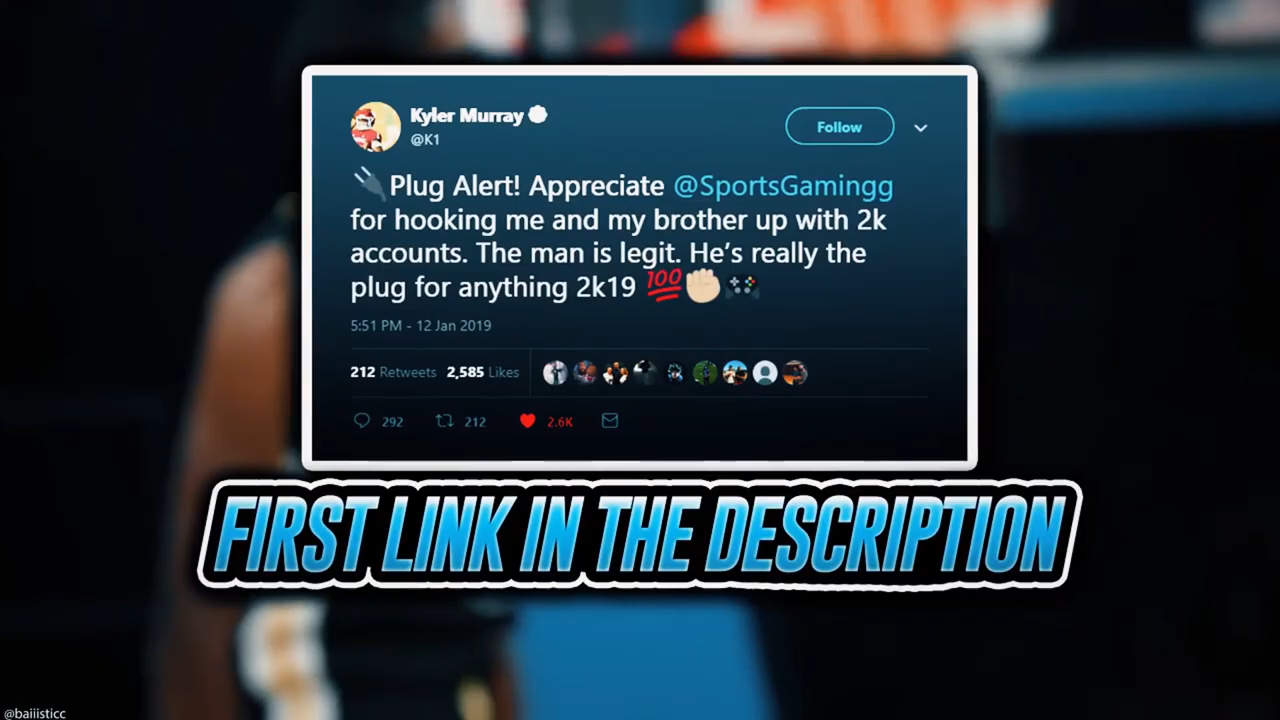 Kyler Murray
@K1
Follow
🔌Plug Alert! Appreciate @SportsGamingg
for hooking me and my brother up with 2k
accounts. The man is legit. He’s really the
plug for anything 2k19 💯✊🏻🎮
5:51 PM - 12 Jan 2019
212 Retweets 2,585 Likes
292 212 2.6K
FIRST LINK IN THE DESCRIPTION
@baiiisticc